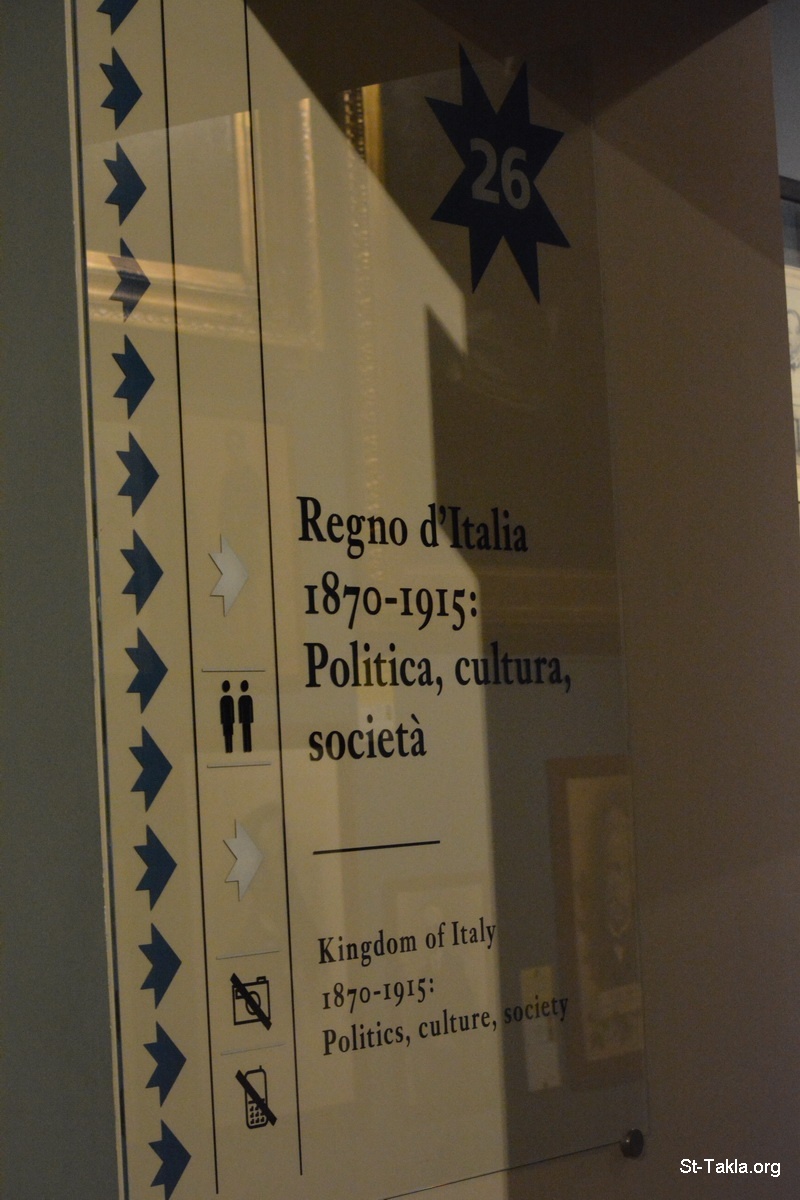 26
Regno d'Italia
1870-1915:
Politica, cultura,
società
Kingdom of Italy
1870-1915:
Politics, culture, society
St-Takla.org